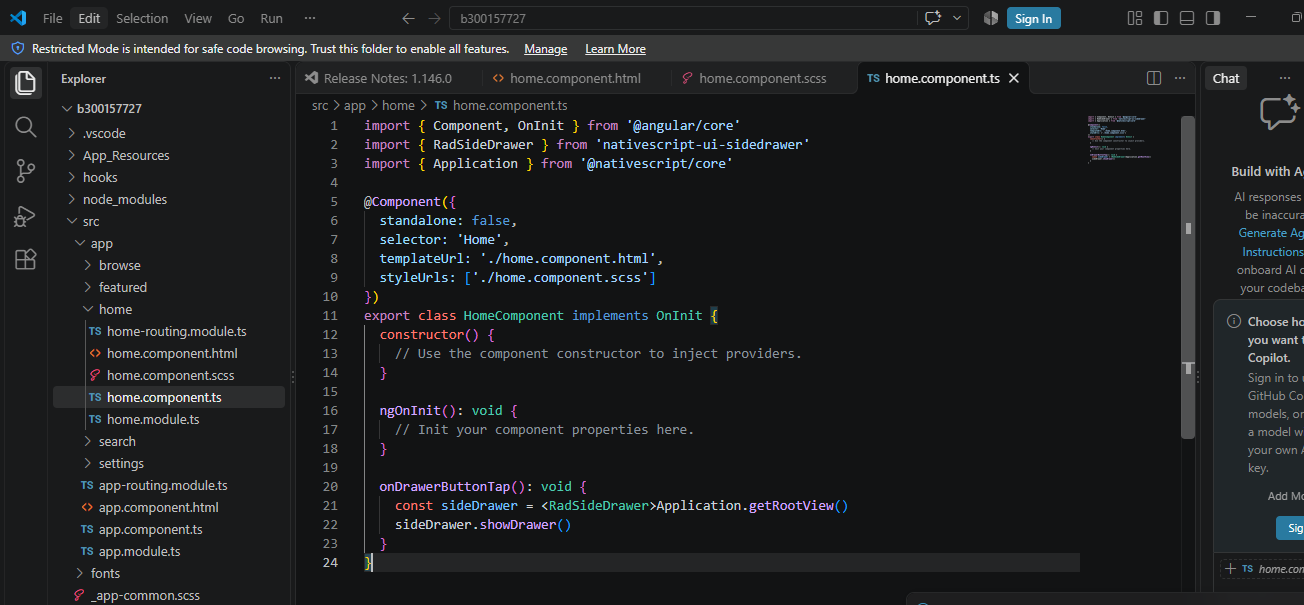 File Edit Selection View Go Run ··· b300157727 Sign In
Restricted Mode is intended for safe code browsing. Trust this folder to enable all features. Manage Learn More
Explorer ···
b300157727
.vscode
App_Resources
hooks
node_modules
src
app
browse
featured
home
TS home-routing.module.ts
<> home.component.html
home.component.scss
TS home.component.ts
TS home.module.ts
search
settings
TS app-routing.module.ts
<> app.component.html
TS app.component.ts
TS app.module.ts
fonts
_app-common.scss
Release Notes: 1.146.0
<> home.component.html
home.component.scss
TS home.component.ts
···
src > app > home > TS home.component.ts
1 import { Component, OnInit } from '@angular/core'
2 import { RadSideDrawer } from 'nativescript-ui-sidedrawer'
3 import { Application } from '@nativescript/core'
4
5 @Component({
6   standalone: false,
7   selector: 'Home',
8   templateUrl: './home.component.html',
9   styleUrls: ['./home.component.scss']
10 })
11 export class HomeComponent implements OnInit {
12   constructor() {
13     // Use the component constructor to inject providers.
14   }
15
16   ngOnInit(): void {
17     // Init your component properties here.
18   }
19
20   onDrawerButtonTap(): void {
21     const sideDrawer = <RadSideDrawer>Application.getRootView()
22     sideDrawer.showDrawer()
23   }
24 }
Chat ···
Build with A
AI responses
be inaccura
Generate Ag
Instructions
onboard AI o
your codeba
Choose ho
you want t
Copilot.
Sign in to u
GitHub Co
models, or
a model w
your own A
key.
Add Mo
Sig
+ TS home.con